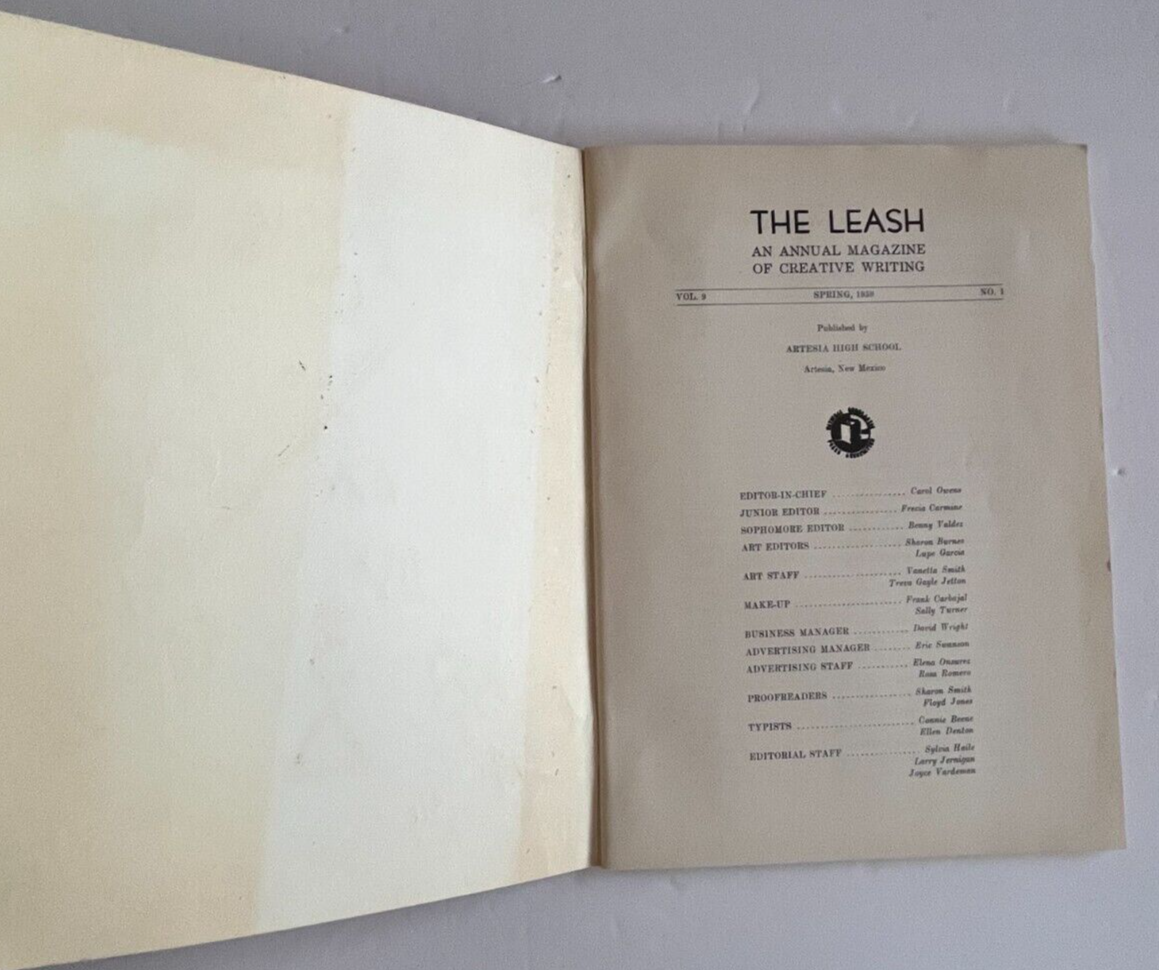 THE LEASH
AN ANNUAL MAGAZINE
OF CREATIVE WRITING
VOL. 9 SPRING, 1959 NO. 1
Published by
ARTESIA HIGH SCHOOL
Artesia, New Mexico
EDITOR-IN-CHIEF Carol Owens
JUNIOR EDITOR Frecia Carmine
SOPHOMORE EDITOR Benny Valdez
ART EDITORS Sharon Burnes
Lupe Garcia
ART STAFF Vanetta Smith
Treva Gayle Jetton
MAKE-UP Frank Carbajal
Sally Turner
BUSINESS MANAGER David Wright
ADVERTISING MANAGER Eric Swanson
ADVERTISING STAFF Elena Onsurez
Rosa Romero
PROOFREADERS Sharon Smith
Floyd Jones
TYPISTS Connie Beene
Ellen Denton
EDITORIAL STAFF Sylvia Haile
Larry Jernigan
Joyce Vardeman